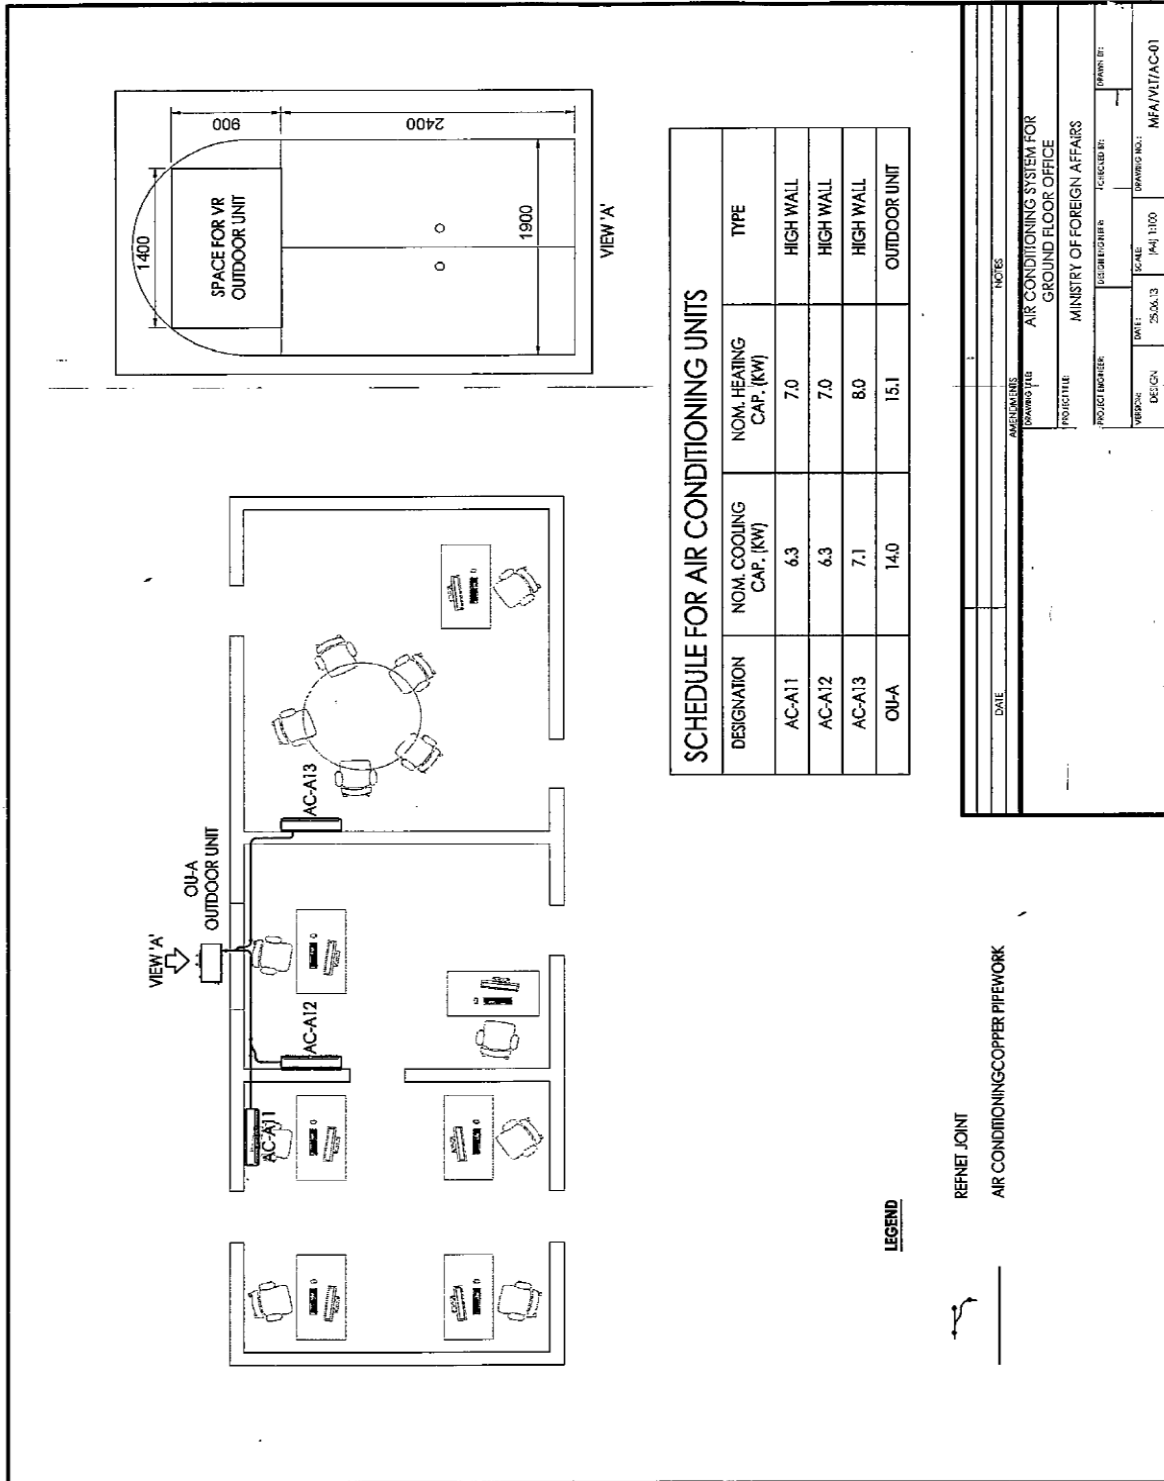 VIEW 'A'
OU-A
OUTDOOR UNIT
AC-A11
AC-A12
AC-A13
1400
900
SPACE FOR VR
OUTDOOR UNIT
2400
1900
VIEW 'A'
SCHEDULE FOR AIR CONDITIONING UNITS
DESIGNATION NOM. COOLING CAP. (KW) NOM. HEATING CAP. (KW) TYPE
AC-A11 6.3 7.0 HIGH WALL
AC-A12 6.3 7.0 HIGH WALL
AC-A13 7.1 8.0 HIGH WALL
OU-A 14.0 15.1 OUTDOOR UNIT
LEGEND
REFNET JOINT
AIR CONDITIONINGCOPPER PIPEWORK
DATE NOTES
AMENDMENTS
DRAWING TITLE:
AIR CONDITIONING SYSTEM FOR
GROUND FLOOR OFFICE
PROJECT TITLE:
MINISTRY OF FOREIGN AFFAIRS
PROJECT ENGINEER: DESIGN ENGINEER: CHECKED BY: DRAWN BY:
VERSION: DATE: SCALE: DRAWING NO.:
DESIGN 25.06.13 [A4] 1:100 MFA/VLT/AC-01